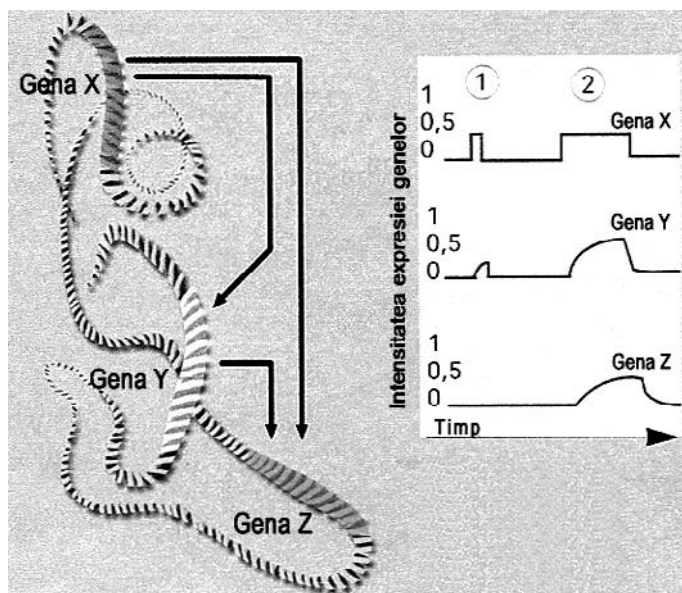 Gena X
Gena Y
Gena Z
Intensitatea expresiei genelor
1 2
1
0,5
0
Gena X
1
0,5
0
Gena Y
1
0,5
0
Gena Z
Timp